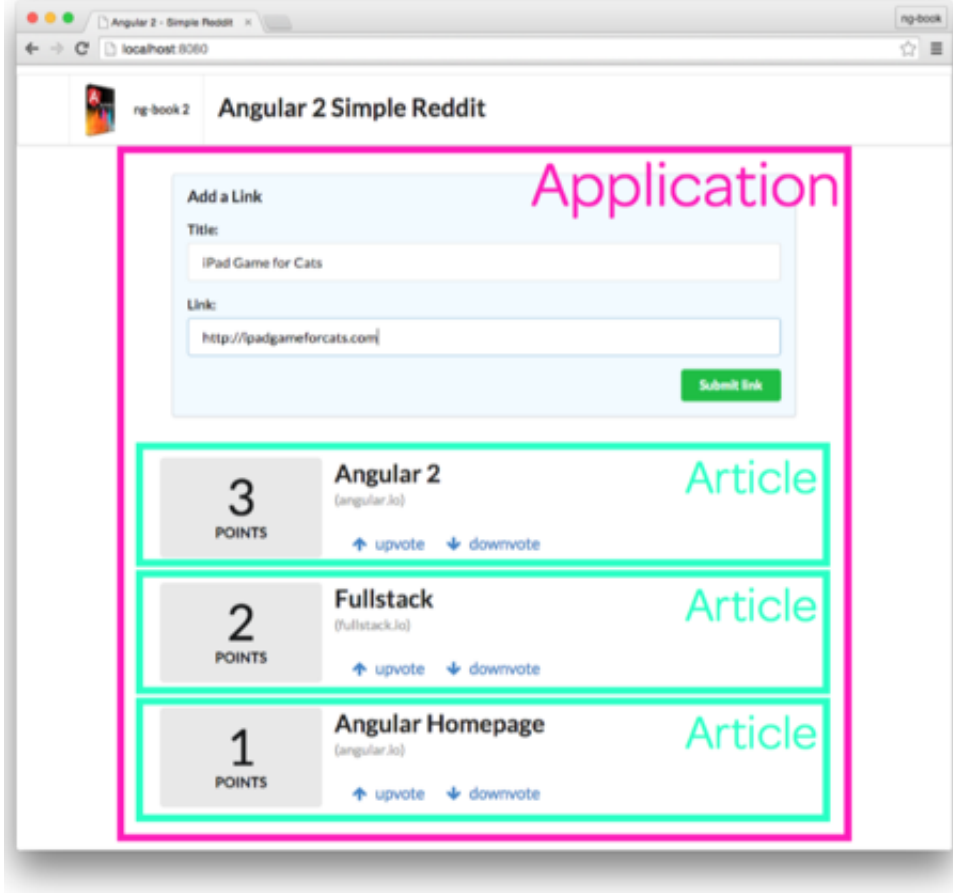 Angular 2 - Simple Reddit
ng-book
localhost:8080
ng-book 2
Angular 2 Simple Reddit
Application
Add a Link
Title:
iPad Game for Cats
Link:
http://ipadgameforcats.com
Submit link
Article
3
POINTS
Angular 2
(angular.io)
upvote downvote
Article
2
POINTS
Fullstack
(fullstack.io)
upvote downvote
Article
1
POINTS
Angular Homepage
(angular.io)
upvote downvote